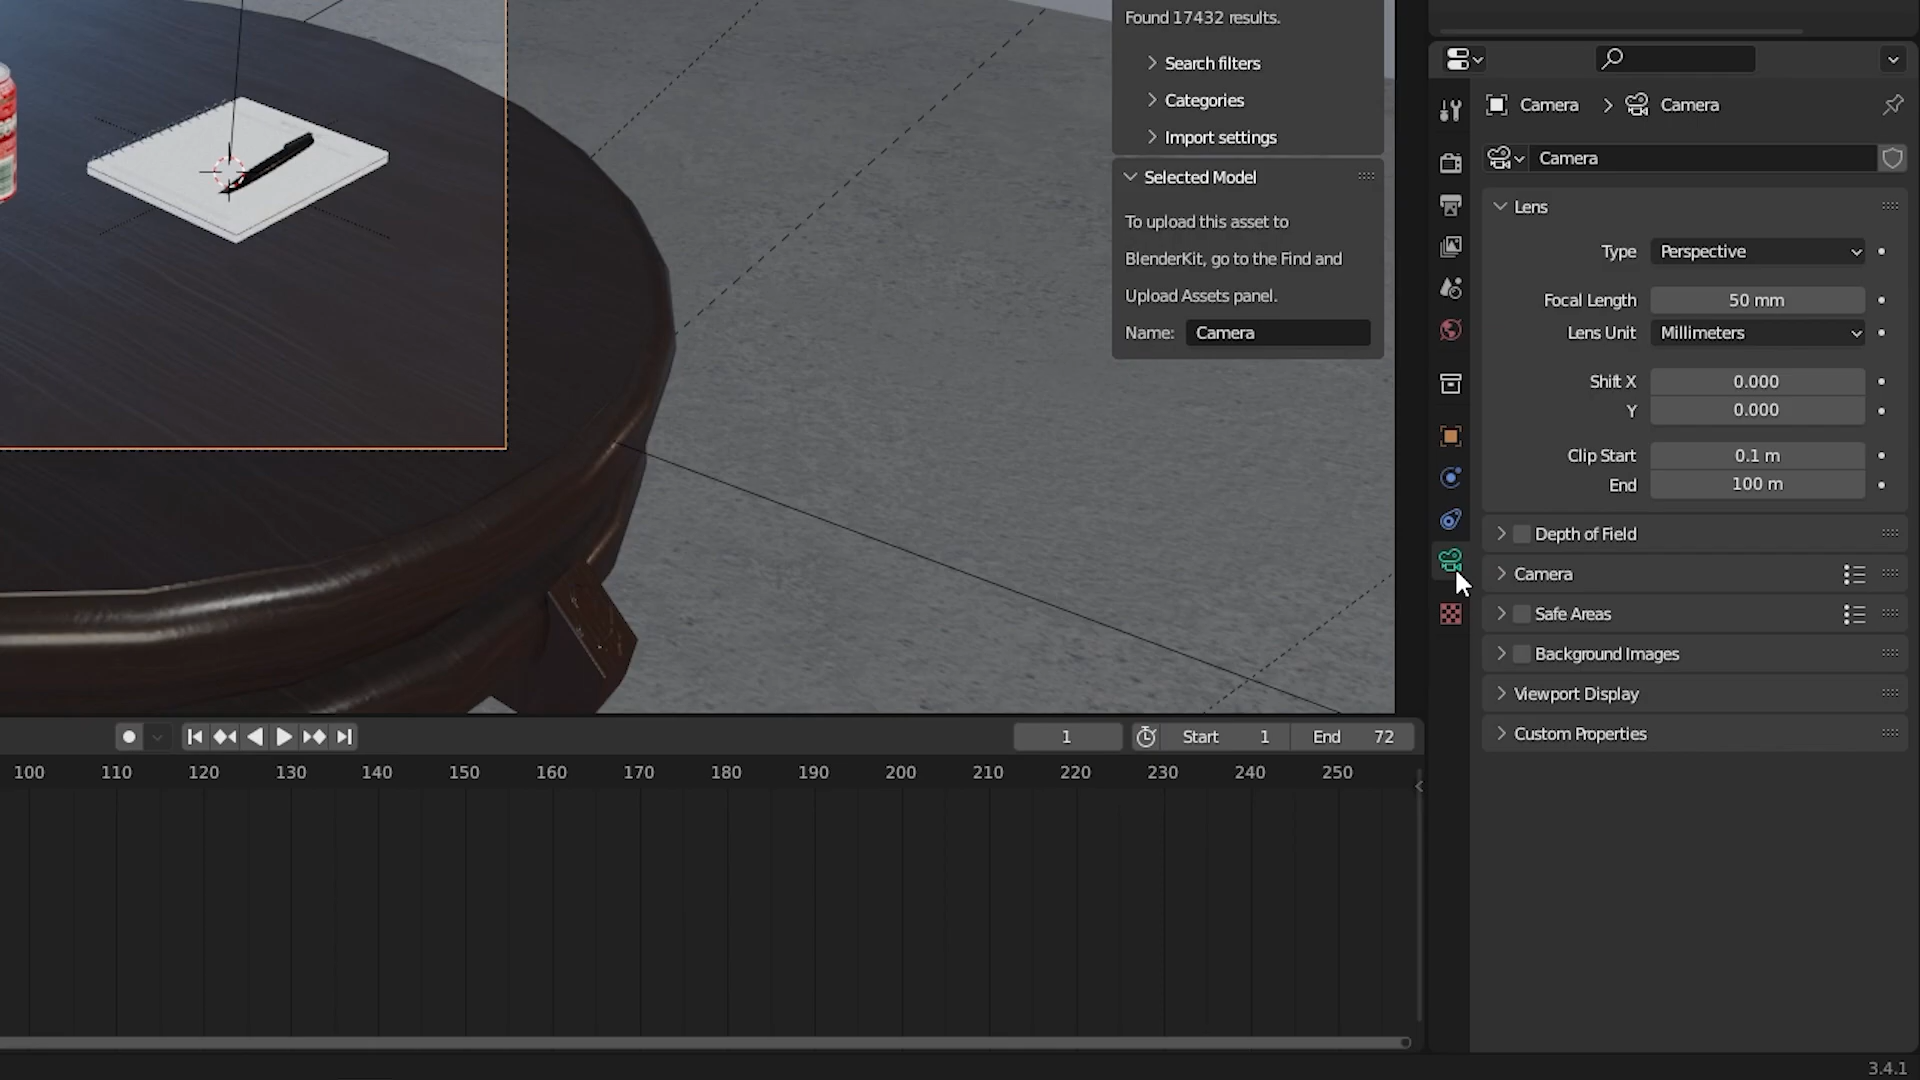 Found 17432 results.
Search filters
Categories
Import settings
Selected Model
To upload this asset to
BlenderKit, go to the Find and
Upload Assets panel.
Name: Camera
Camera > Camera
Camera
Lens
Type Perspective
Focal Length 50 mm
Lens Unit Millimeters
Shift X 0.000
Y 0.000
Clip Start 0.1 m
End 100 m
Depth of Field
Camera
Safe Areas
Background Images
Viewport Display
Custom Properties
1 Start 1 End 72
100 110 120 130 140 150 160 170 180 190 200 210 220 230 240 250
3.4.1